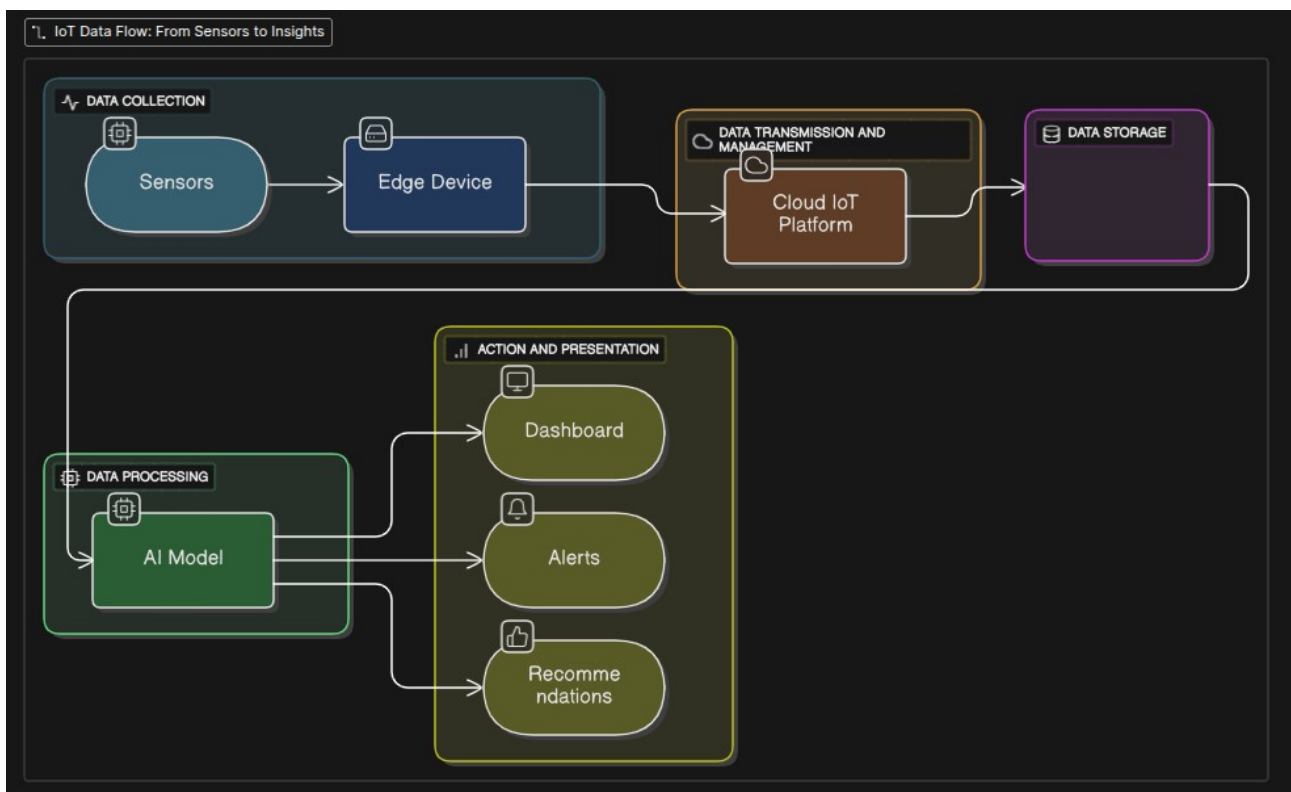 IoT Data Flow: From Sensors to Insights
DATA COLLECTION
Sensors
Edge Device
DATA TRANSMISSION AND
MANAGEMENT
Cloud IoT
Platform
DATA STORAGE
ACTION AND PRESENTATION
Dashboard
DATA PROCESSING
AI Model
Alerts
Recomme
ndations